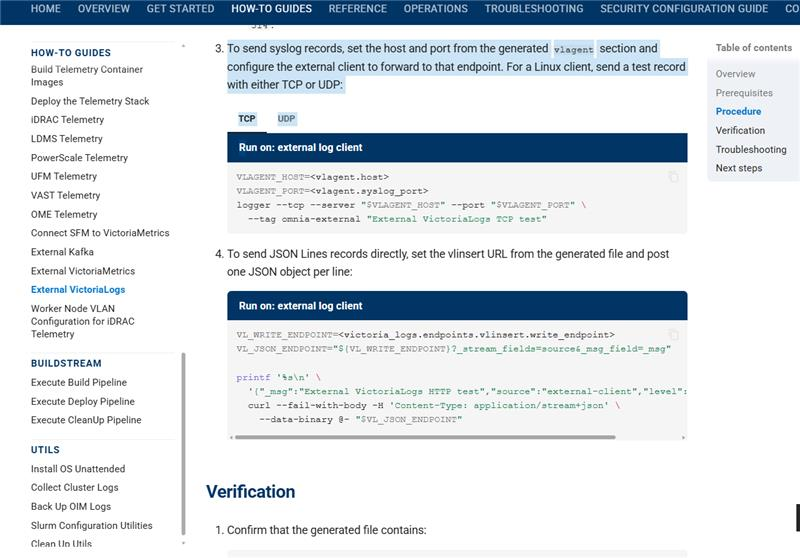 HOME OVERVIEW GET STARTED HOW-TO GUIDES REFERENCE OPERATIONS TROUBLESHOOTING SECURITY CONFIGURATION GUIDE CO
HOW-TO GUIDES
Build Telemetry Container
Images
Deploy the Telemetry Stack
iDRAC Telemetry
LDMS Telemetry
PowerScale Telemetry
UFM Telemetry
VAST Telemetry
OME Telemetry
Connect SFM to VictoriaMetrics
External Kafka
External VictoriaMetrics
External VictoriaLogs
Worker Node VLAN
Configuration for iDRAC
Telemetry
BUILDSTREAM
Execute Build Pipeline
Execute Deploy Pipeline
Execute CleanUp Pipeline
UTILS
Install OS Unattended
Collect Cluster Logs
Back Up OIM Logs
Slurm Configuration Utilities
Clean Up Utils
3. To send syslog records, set the host and port from the generated vlagent section and
configure the external client to forward to that endpoint. For a Linux client, send a test record
with either TCP or UDP:
TCP UDP
Run on: external log client
VLAGENT_HOST=<vlagent.host>
VLAGENT_PORT=<vlagent.syslog_port>
logger --tcp --server "$VLAGENT_HOST" --port "$VLAGENT_PORT" \
--tag omnia-external "External VictoriaLogs TCP test"
4. To send JSON Lines records directly, set the vlinsert URL from the generated file and post
one JSON object per line:
Run on: external log client
VL_WRITE_ENDPOINT=<victoria_logs.endpoints.vlinsert.write_endpoint>
VL_JSON_ENDPOINT="${VL_WRITE_ENDPOINT}?_stream_fields=source&_msg_field=_msg"
printf '%s\n' \
'{"_msg":"External VictoriaLogs HTTP test","source":"external-client","level":
curl --fail-with-body -H 'Content-Type: application/stream+json' \
--data-binary @- "$VL_JSON_ENDPOINT"
Verification
1. Confirm that the generated file contains:
Table of contents
Overview
Prerequisites
Procedure
Verification
Troubleshooting
Next steps